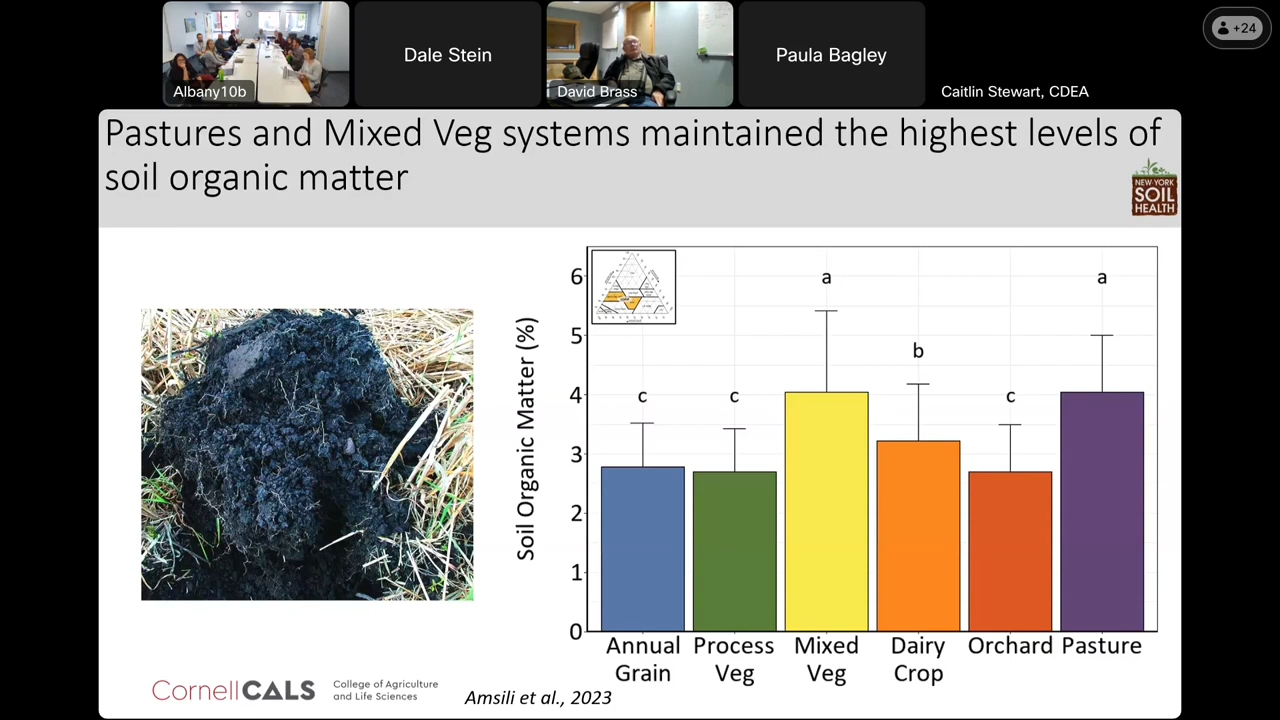 +24
Albany10b
Dale Stein
David Brass
Paula Bagley
Caitlin Stewart, CDEA
Pastures and Mixed Veg systems maintained the highest levels of
soil organic matter
NEW YORK
SOIL
HEALTH
Soil Organic Matter (%)
6
5
4
3
2
1
0
c
c
a
b
c
a
Annual
Grain
Process
Veg
Mixed
Veg
Dairy
Crop
Orchard
Pasture
CornellCALS
College of Agriculture
and Life Sciences
Amsili et al., 2023